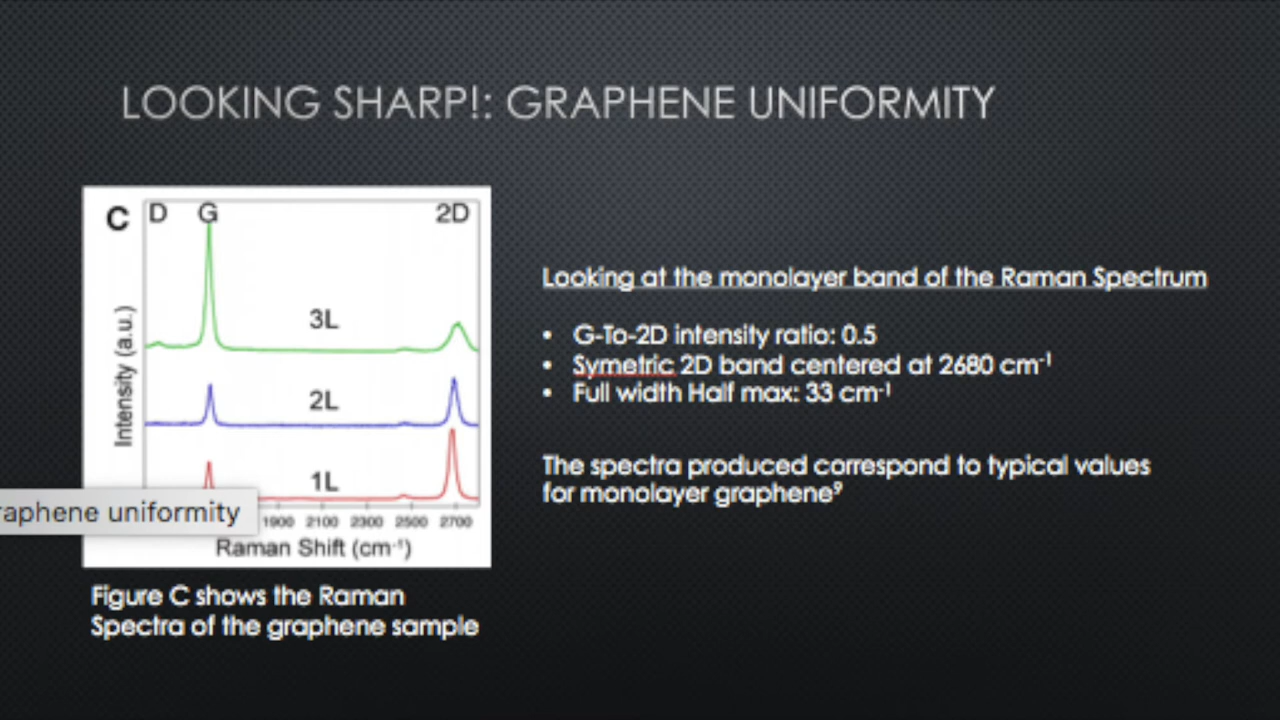 LOOKING SHARP!: GRAPHENE UNIFORMITY
C D G 2D
3L
2L
1L
Intensity (a.u.)
raphene uniformity
1900 2100 2300 2500 2700
Raman Shift (cm⁻¹)
Figure C shows the Raman
Spectra of the graphene sample
Looking at the monolayer band of the Raman Spectrum
• G-To-2D intensity ratio: 0.5
• Symetric 2D band centered at 2680 cm⁻¹
• Full width Half max: 33 cm⁻¹
The spectra produced correspond to typical values
for monolayer graphene⁹